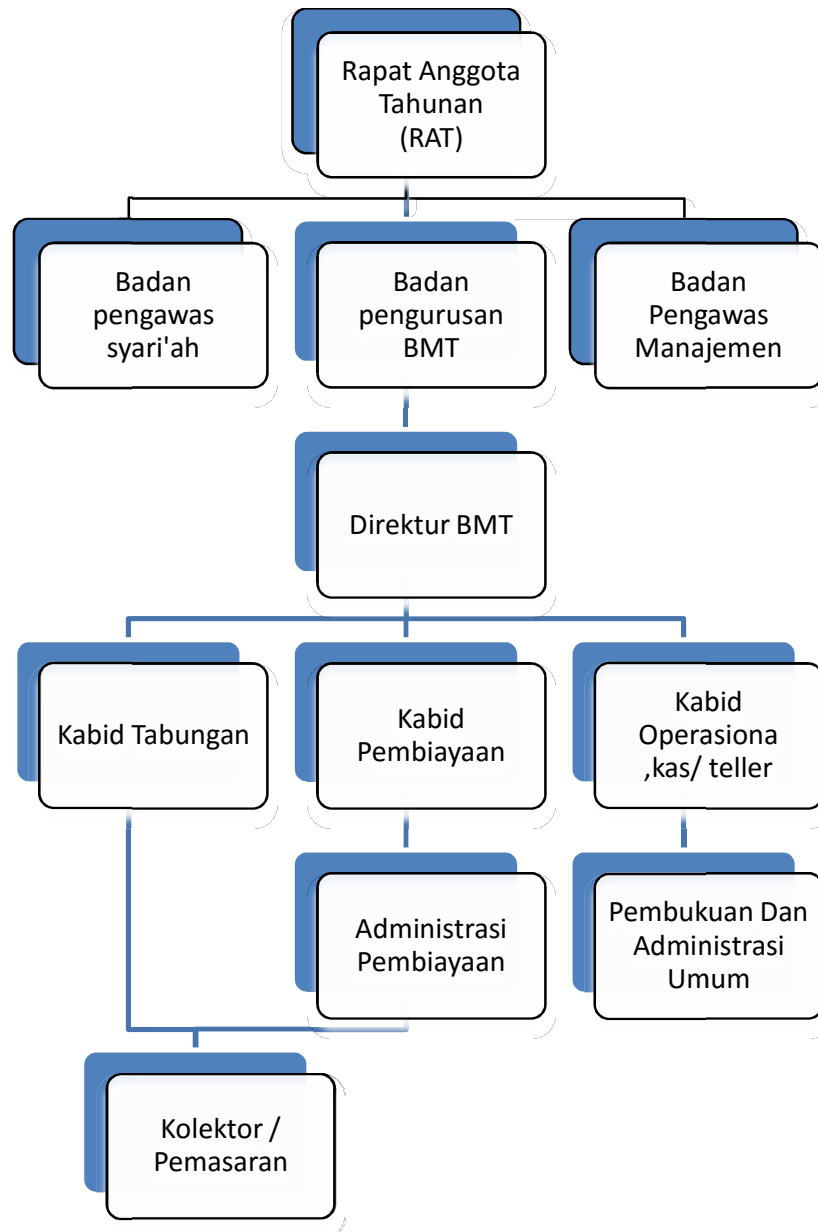 Rapat Anggota
Tahunan
(RAT)
Badan
pengawas
syari'ah
Badan
pengurusan
BMT
Badan
Pengawas
Manajemen
Direktur BMT
Kabid Tabungan
Kabid
Pembiayaan
Kabid
Operasiona
,kas/ teller
Administrasi
Pembiayaan
Pembukuan Dan
Administrasi
Umum
Kolektor /
Pemasaran